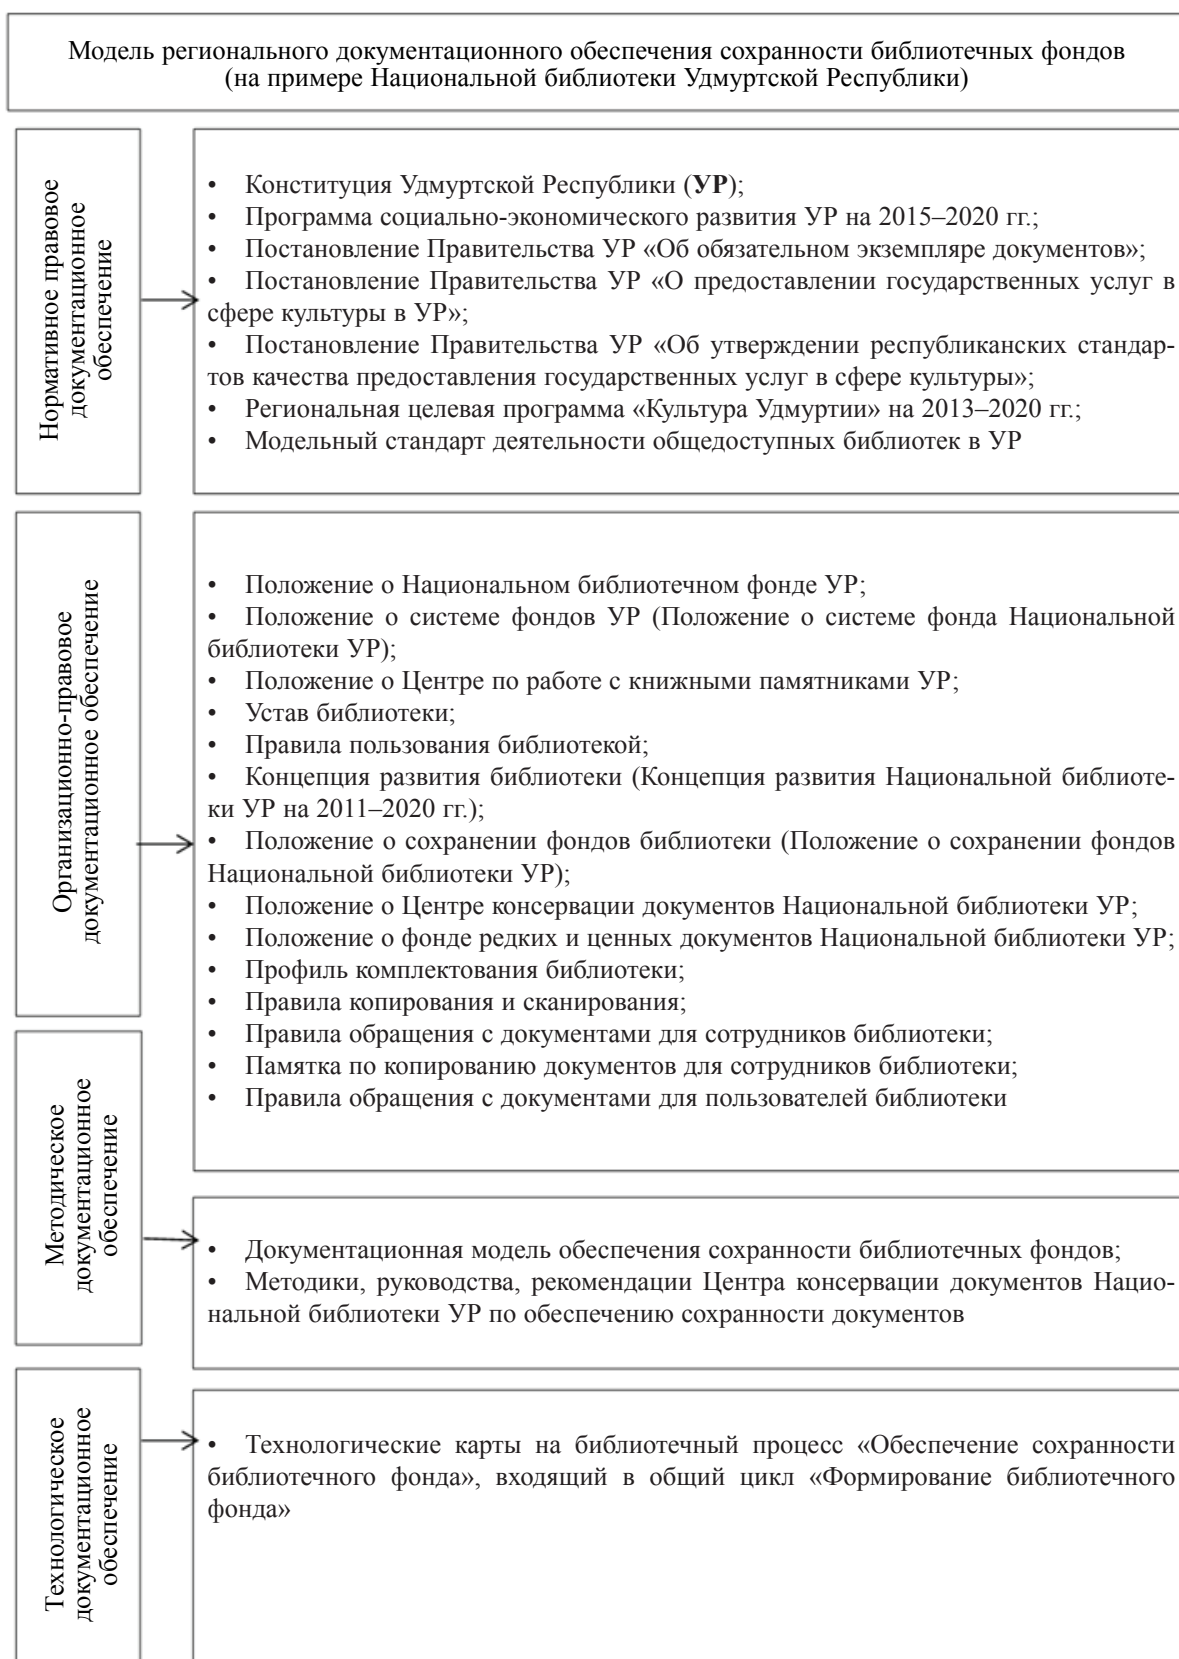 Модель регионального документационного обеспечения сохранности библиотечных фондов
(на примере Национальной библиотеки Удмуртской Республики)
Нормативное правовое
документационное
обеспечение
• Конституция Удмуртской Республики (УР);
• Программа социально-экономического развития УР на 2015–2020 гг.;
• Постановление Правительства УР «Об обязательном экземпляре документов»;
• Постановление Правительства УР «О предоставлении государственных услуг в
сфере культуры в УР»;
• Постановление Правительства УР «Об утверждении республиканских стандар-
тов качества предоставления государственных услуг в сфере культуры»;
• Региональная целевая программа «Культура Удмуртии» на 2013–2020 гг.;
• Модельный стандарт деятельности общедоступных библиотек в УР
Организационно-правовое
документационное обеспечение
• Положение о Национальном библиотечном фонде УР;
• Положение о системе фондов УР (Положение о системе фонда Национальной
библиотеки УР);
• Положение о Центре по работе с книжными памятниками УР;
• Устав библиотеки;
• Правила пользования библиотекой;
• Концепция развития библиотеки (Концепция развития Национальной библиоте-
ки УР на 2011–2020 гг.);
• Положение о сохранении фондов библиотеки (Положение о сохранении фондов
Национальной библиотеки УР);
• Положение о Центре консервации документов Национальной библиотеки УР;
• Положение о фонде редких и ценных документов Национальной библиотеки УР;
• Профиль комплектования библиотеки;
• Правила копирования и сканирования;
• Правила обращения с документами для сотрудников библиотеки;
• Памятка по копированию документов для сотрудников библиотеки;
• Правила обращения с документами для пользователей библиотеки
Методическое
документационное
обеспечение
• Документационная модель обеспечения сохранности библиотечных фондов;
• Методики, руководства, рекомендации Центра консервации документов Нацио-
нальной библиотеки УР по обеспечению сохранности документов
Технологическое
документационное
обеспечение
• Технологические карты на библиотечный процесс «Обеспечение сохранности
библиотечного фонда», входящий в общий цикл «Формирование библиотечного
фонда»